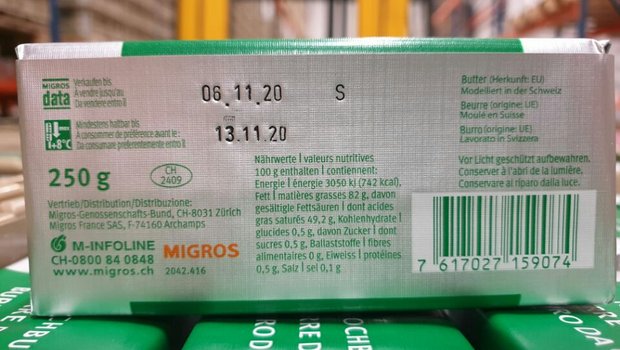 MIGROS
data
Verkaufen bis
A vendre jusqu'au
Da vendere entro il
08.11.20 S
max
+8°C
Mindestens haltbar bis
A consommer de préférence avant le:
Da consumare preferentemente entro il
13.11.20
250 g
CH
2409
Vertrieb/Distribution/Distribuzione:
Migros-Genossenschafts-Bund, CH-8031 Zürich
Migros France SAS, F-74160 Archamps
M-INFOLINE
CH-0800 84 0848
www.migros.ch
MIGROS
2042.416
Nährwerte | valeurs nutritives
100 g enthalten | contiennent:
Energie | énergie 3050 kJ (742 kcal),
Fett | matières grasses 82 g, davon
gesättigte Fettsäuren | dont acides
gras saturés 49,2 g, Kohlenhydrate |
glucides 0,5 g, davon Zucker | dont
sucres 0,5 g, Ballaststoffe | fibres
alimentaires 0 g, Eiweiss | protéines
0,5 g, Salz | sel 0,1 g
Butter (Herkunft: EU)
Modelliert in der Schweiz
Beurre (origine: UE)
Moulé en Suisse
Burro (origine: UE)
Lavorato in Svizzera
Vor Licht geschützt aufbewahren.
Conserver à l'abri de la lumière.
Conservare al riparo dalla luce.
7 617027 159074